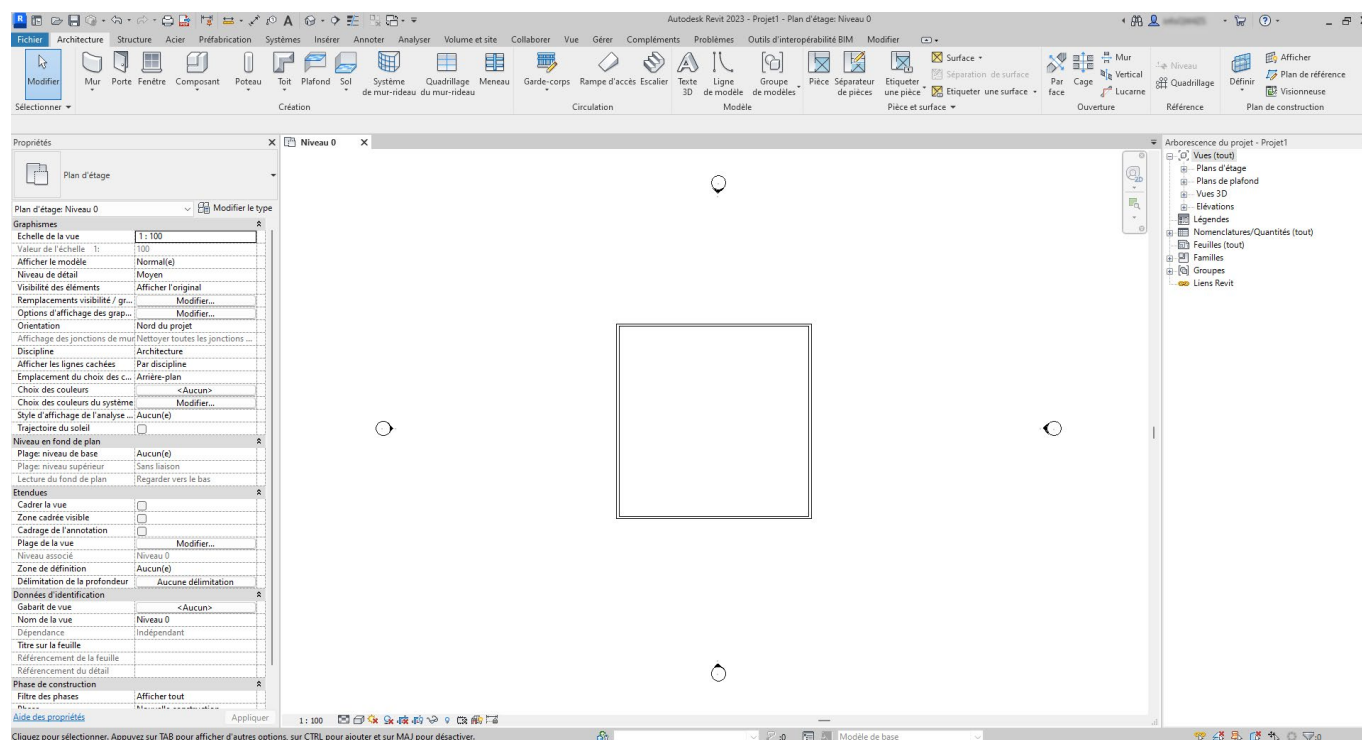 Autodesk Revit 2023 - Projet1 - Plan d'étage: Niveau 0
Fichier Architecture Structure Acier Préfabrication Systèmes Insérer Annoter Analyser Volume et site Collaborer Vue Gérer Compléments Problèmes Outils d'interopérabilité BIM Modifier
Modifier
Mur Porte Fenêtre Composant Poteau
Toit Plafond Sol
Système de mur-rideau
Quadrillage du mur-rideau
Meneau
Garde-corps Rampe d'accès Escalier
Texte 3D
Ligne de modèle
Groupe de modèles
Pièce
Séparateur de pièces
Etiqueter une pièce
Surface
Séparation de surface
Etiqueter une surface
Par face
Cage
Mur
Vertical
Lucarne
Niveau
Quadrillage
Définir
Afficher
Plan de référence
Visionneuse
Sélectionner Création Circulation Modèle Pièce et surface Ouverture Référence Plan de construction
Propriétés
Plan d'étage
Plan d'étage: Niveau 0 Modifier le type
Graphismes
Echelle de la vue 1 : 100
Valeur de l'échelle 1: 100
Afficher le modèle Normal(e)
Niveau de détail Moyen
Visibilité des éléments Afficher l'original
Remplacements visibilité / gr... Modifier...
Options d'affichage des grap... Modifier...
Orientation Nord du projet
Affichage des jonctions de mur Nettoyer toutes les jonctions ...
Discipline Architecture
Afficher les lignes cachées Par discipline
Emplacement du choix des c... Arrière-plan
Choix des couleurs <Aucun>
Choix des couleurs du système Modifier...
Style d'affichage de l'analyse ... Aucun(e)
Trajectoire du soleil
Niveau en fond de plan
Plage: niveau de base Aucun(e)
Plage: niveau supérieur Sans liaison
Lecture du fond de plan Regarder vers le bas
Etendues
Cadrer la vue
Zone cadrée visible
Cadrage de l'annotation
Plage de la vue Modifier...
Niveau associé Niveau 0
Zone de définition Aucun(e)
Délimitation de la profondeur Aucune délimitation
Données d'identification
Gabarit de vue <Aucun>
Nom de la vue Niveau 0
Dépendance Indépendant
Titre sur la feuille
Référencement de la feuille
Référencement du détail
Phase de construction
Filtre des phases Afficher tout
Aide des propriétés Appliquer
Niveau 0
2D
1 : 100
Arborescence du projet - Projet1
Vues (tout)
Plans d'étage
Plans de plafond
Vues 3D
Elévations
Légendes
Nomenclatures/Quantités (tout)
Feuilles (tout)
Familles
Groupes
Liens Revit
Cliquez pour sélectionner. Appuyez sur TAB pour afficher d'autres options, sur CTRL pour ajouter et sur MAJ pour désactiver.
:0 Modèle de base :0